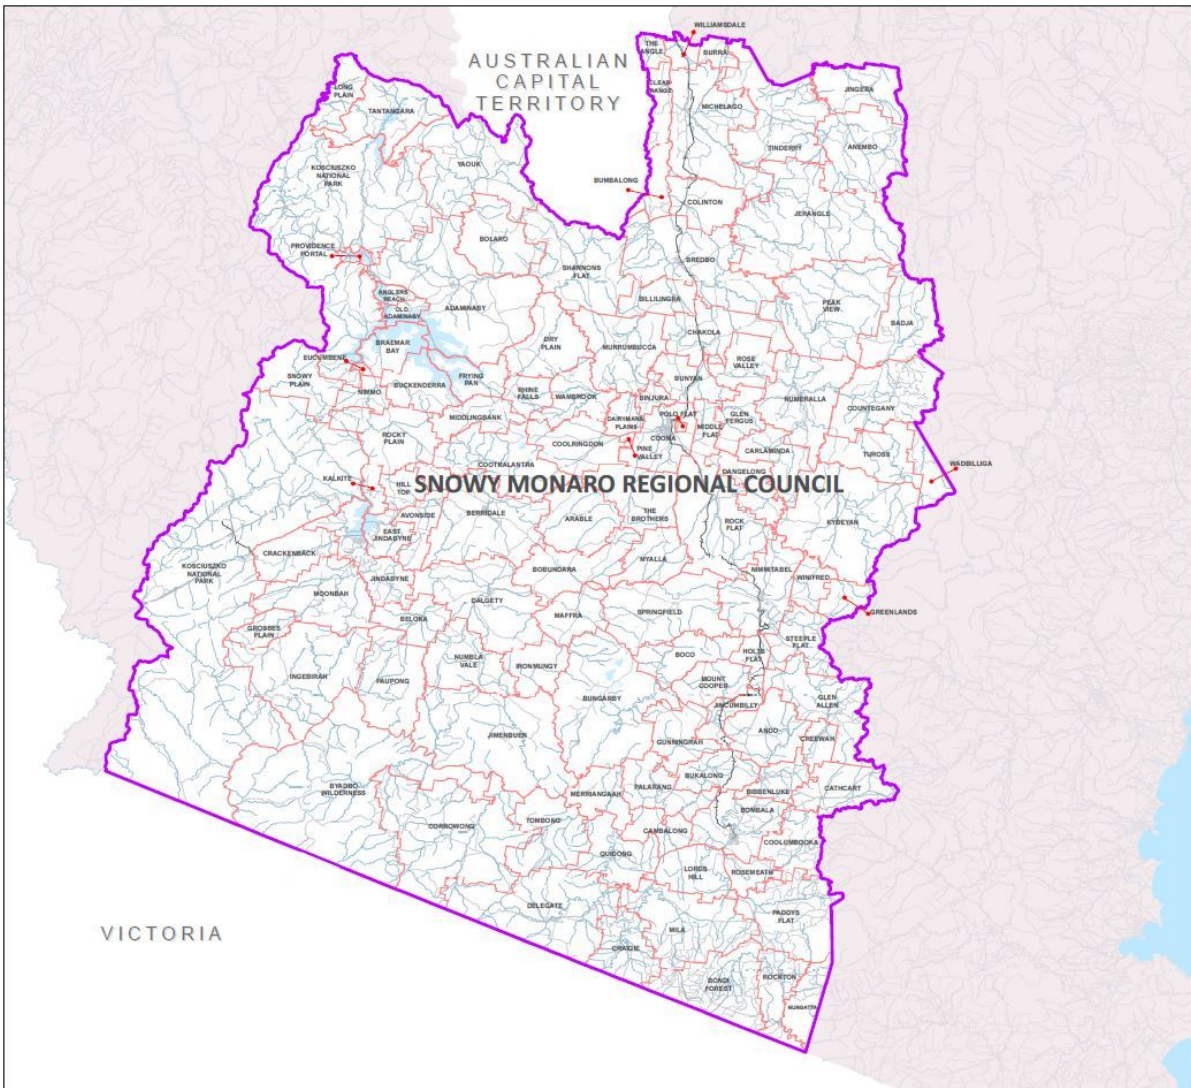 WILLIAMSDALE
THE
ANGLE
BURRA
AUSTRALIAN
CAPITAL
TERRITORY
CLEAR
RANGE
LONG
PLAIN
JINGERA
TANTANGARA
MICHELAGO
TINDERRY
ANEMBO
YAOUK
KOSCIUSZKO
NATIONAL
PARK
BUMBALONG
COLINTON
JERANGLE
BOLARO
PROVIDENCE
PORTAL
BREDBO
SHANNONS
FLAT
ANGLERS
REACH
BILLILINGRA
OLD
ADAMINABY
ADAMINABY
PEAK
VIEW
BADJA
CHAKOLA
BRAEMAR
BAY
DRY
PLAIN
MURRUMBUCCA
EUCUMBENE
ROSE
VALLEY
SNOWY
PLAIN
FRYING
PAN
BUNYAN
NIMMO
BUCKENDERRA
RHINE
FALLS
WAMBROOK
BINJURA
NUMERALLA
COUNTEGANY
MIDDLINGBANK
DAIRYMANS
PLAINS
POLO FLAT
GLEN
FERGUS
MIDDLE
FLAT
ROCKY
PLAIN
COOLRINGDON
COOMA
PINE
VALLEY
CARLAMINDA
TUROSS
COOTRALANTRA
DANGELONG
WADBILLIGA
KALKITE
HILL
TOP
SNOWY MONARO REGIONAL COUNCIL
AVONSIDE
BERRIDALE
ARABLE
THE
BROTHERS
ROCK
FLAT
KYBEYAN
EAST
JINDABYNE
CRACKENBACK
MYALLA
KOSCIUSZKO
NATIONAL
PARK
BOBUNDARA
NIMMITABEL
WINIFRED
JINDABYNE
MOONBAH
DALGETY
GREENLANDS
BELOKA
MAFFRA
SPRINGFIELD
GROSSES
PLAIN
STEEPLE
FLAT
BOCO
HOLTS
FLAT
NUMBLA
VALE
IRONMUNGY
INGEBIRAH
PAUPONG
MOUNT
COOPER
BUNGARBY
GLEN
ALLEN
JINCUMBILLY
JIMENBUEN
ANDO
CREEWAH
GUNNINGRAH
BUKALONG
BYADBO
WILDERNESS
MERRIANGAAH
PALARANG
BIBBENLUKE
CATHCART
BOMBALA
TOMBONG
CORROWONG
CAMBALONG
COOLUMBOOKA
QUIDONG
LORDS
HILL
ROSEMEATH
DELEGATE
PADDYS
FLAT
MILA
VICTORIA
CRAIGIE
BONDI
FOREST
ROCKTON
NUNGATTA